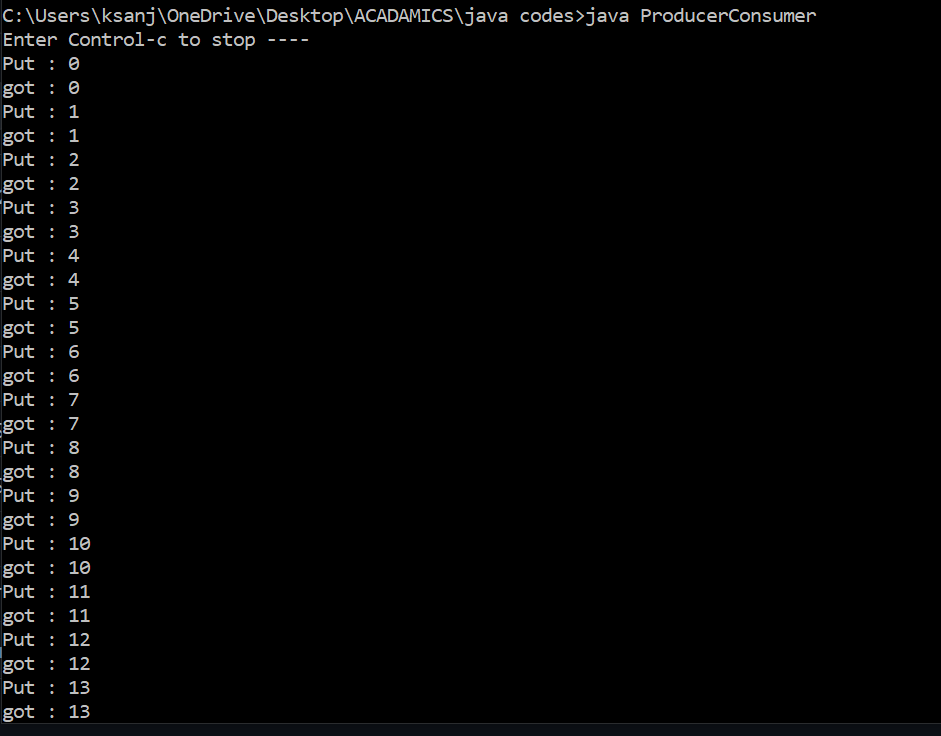 C:\Users\ksanj\OneDrive\Desktop\ACADAMICS\java codes>java ProducerConsumer
Enter Control-c to stop ----
Put : 0
got : 0
Put : 1
got : 1
Put : 2
got : 2
Put : 3
got : 3
Put : 4
got : 4
Put : 5
got : 5
Put : 6
got : 6
Put : 7
got : 7
Put : 8
got : 8
Put : 9
got : 9
Put : 10
got : 10
Put : 11
got : 11
Put : 12
got : 12
Put : 13
got : 13